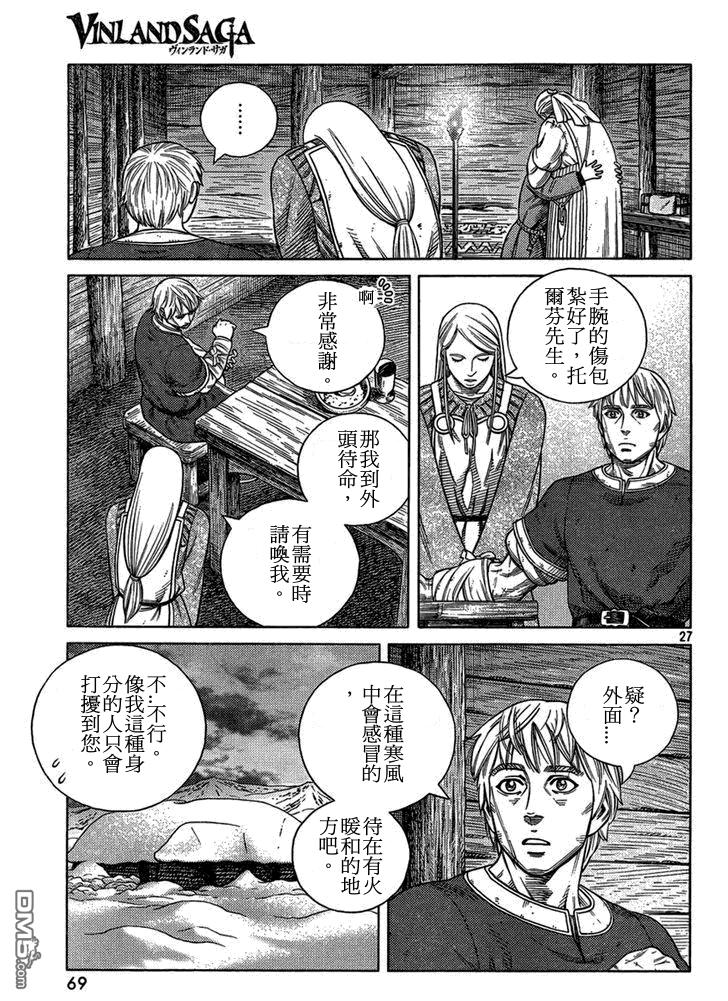 VINLAND SAGA
ヴィンランド・サガ
……
手腕的傷包
紮好了，托
爾芬先生。
啊
非常感謝。
那我到外
頭待命，
有需要時
請喚我。
27
疑？
外面……
在這種寒風
中會感冒的，
待在有火
暖和的地
方吧。
不…不行。
像我這種身
分的人只會
打擾到您。
69
DM5.com